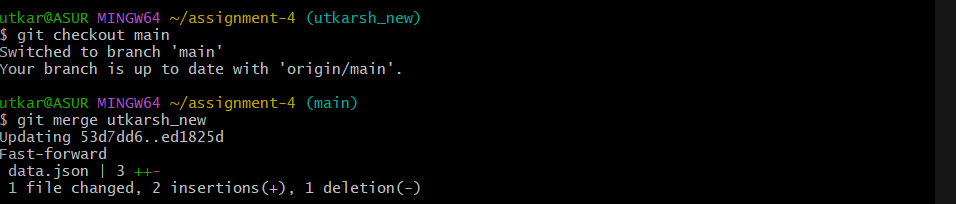 utkar@ASUR MINGW64 ~/assignment-4 (utkarsh_new)
$ git checkout main
Switched to branch 'main'
Your branch is up to date with 'origin/main'.

utkar@ASUR MINGW64 ~/assignment-4 (main)
$ git merge utkarsh_new
Updating 53d7dd6..ed1825d
Fast-forward
 data.json | 3 ++-
 1 file changed, 2 insertions(+), 1 deletion(-)